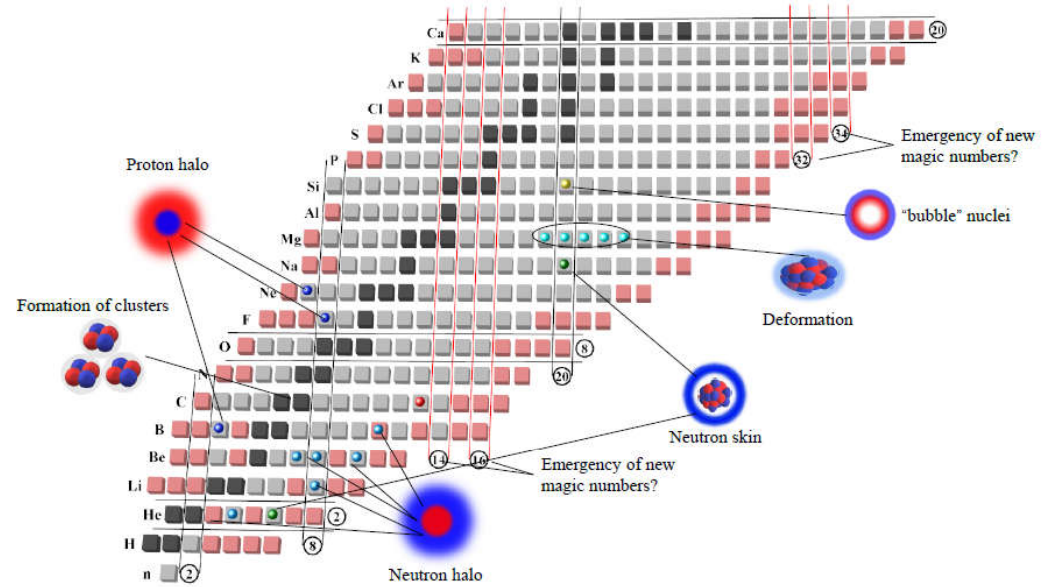 Ca
20
K
Ar
Cl
S
34
Emergency of new
magic numbers?
P
32
Proton halo
Si
“bubble” nuclei
Al
Mg
Na
Ne
Formation of clusters
Deformation
F
O
8
N
20
C
B
Neutron skin
Be
14
16
Emergency of new
magic numbers?
Li
He
2
H
8
n
2
Neutron halo